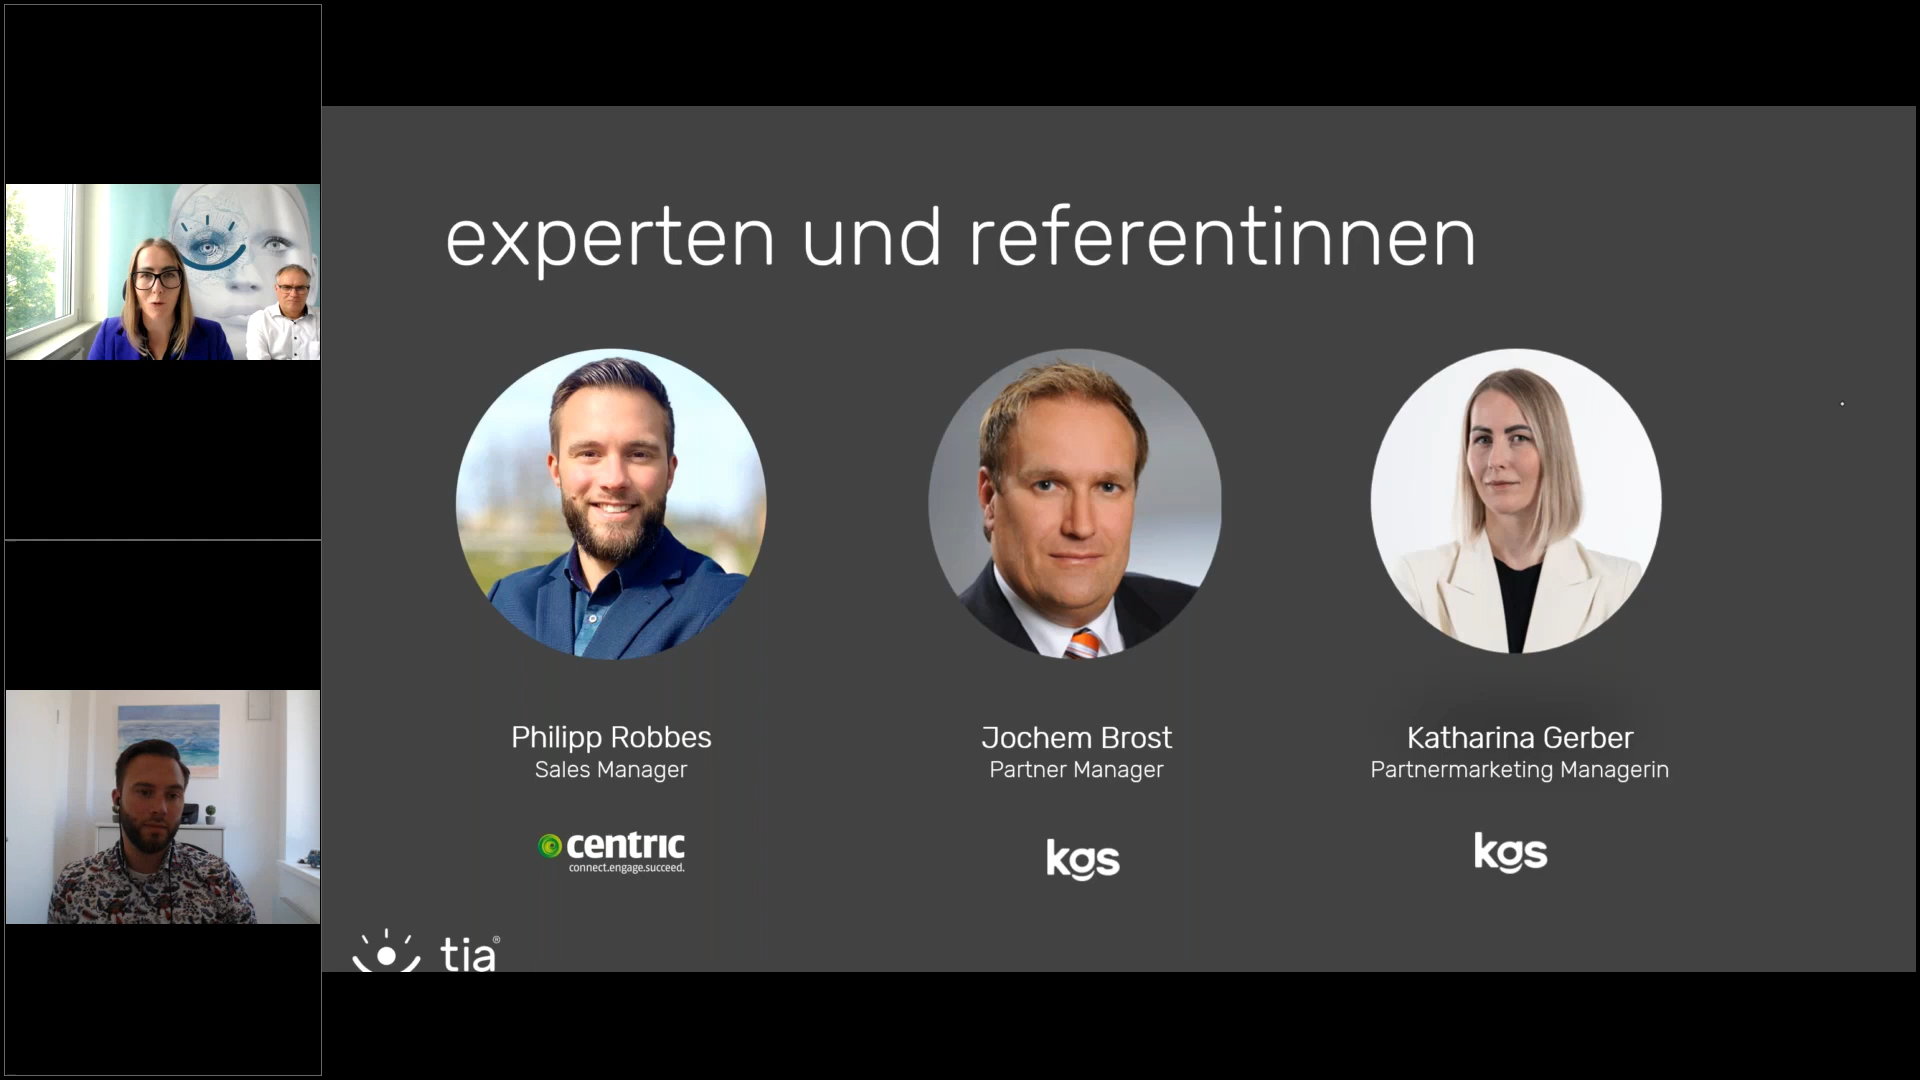 experten und referentinnen
Philipp Robbes
Sales Manager
centric
connect.engage.succeed.
Jochem Brost
Partner Manager
kgs
Katharina Gerber
Partnermarketing Managerin
kgs
tia®